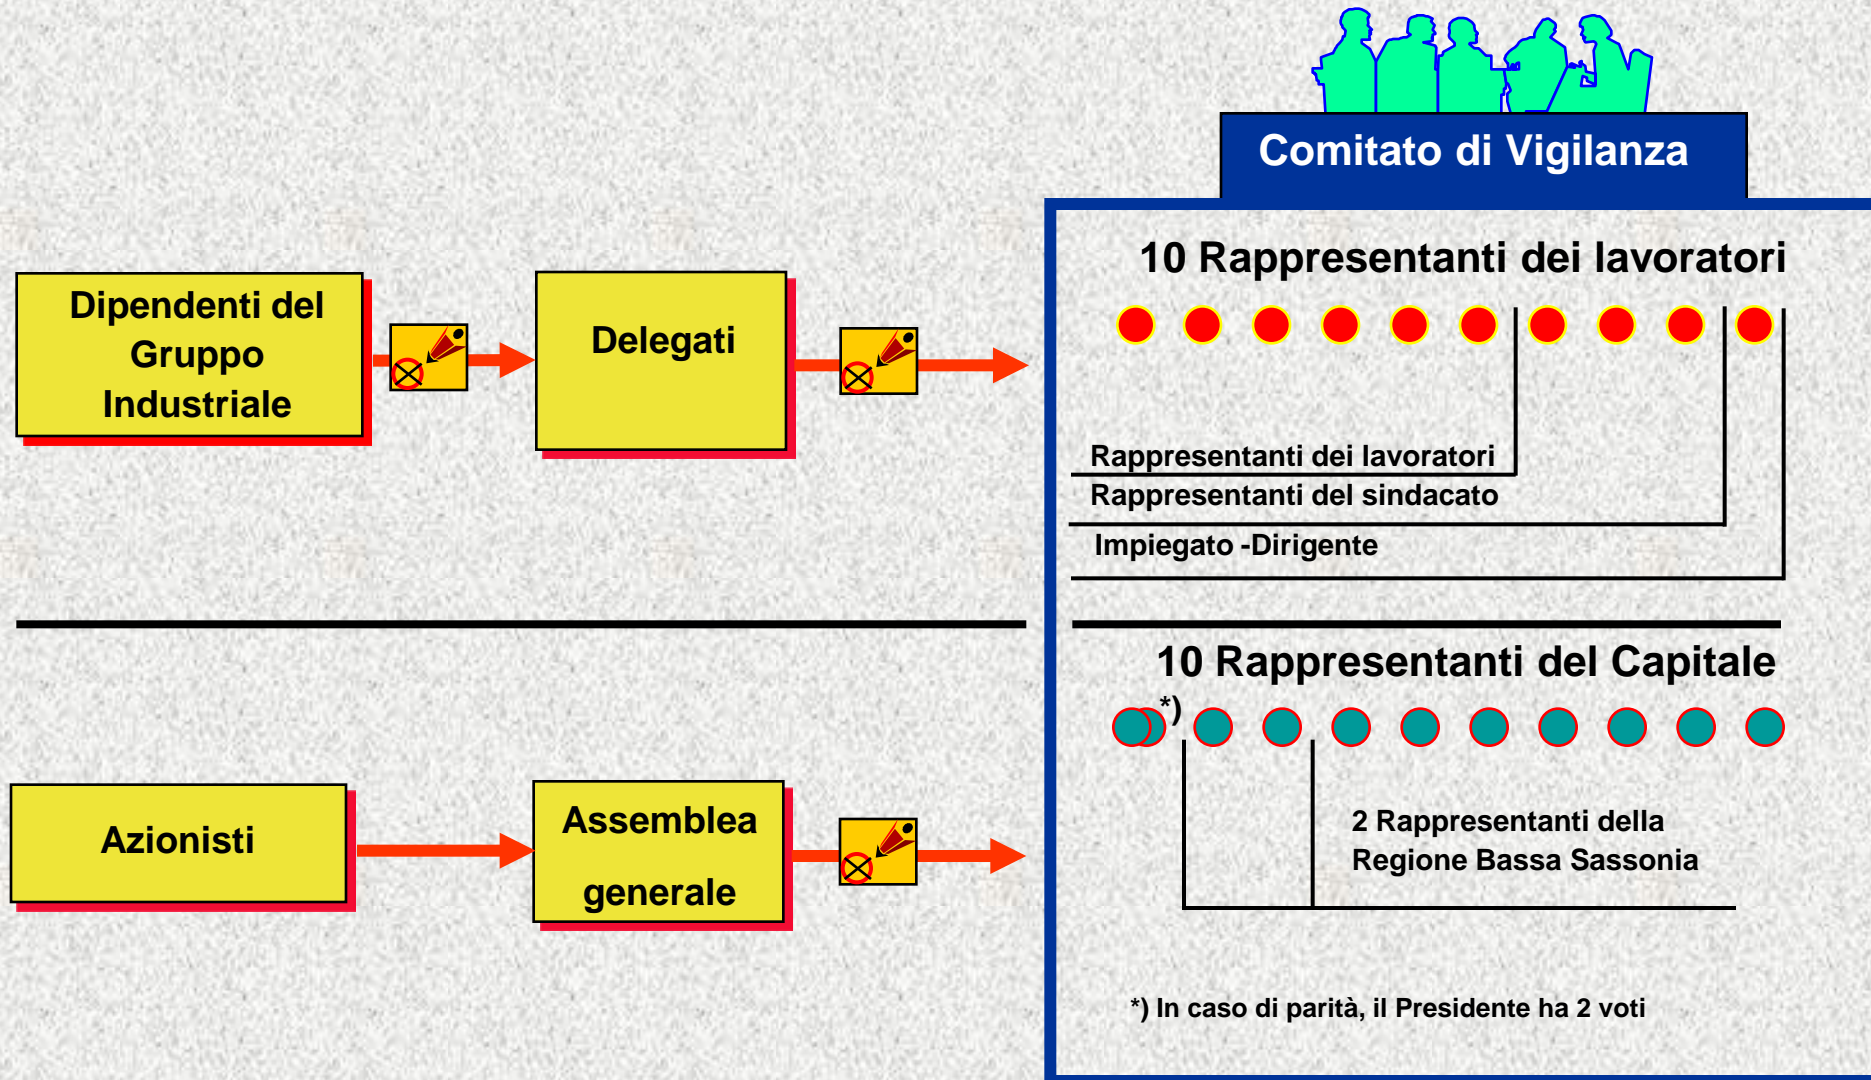 Comitato di Vigilanza
10 Rappresentanti dei lavoratori
Dipendenti del
Gruppo
Industriale
Delegati
Rappresentanti dei lavoratori
Rappresentanti del sindacato
Impiegato -Dirigente
10 Rappresentanti del Capitale
*)
Azionisti
Assemblea
generale
2 Rappresentanti della
Regione Bassa Sassonia
*) In caso di parità, il Presidente ha 2 voti